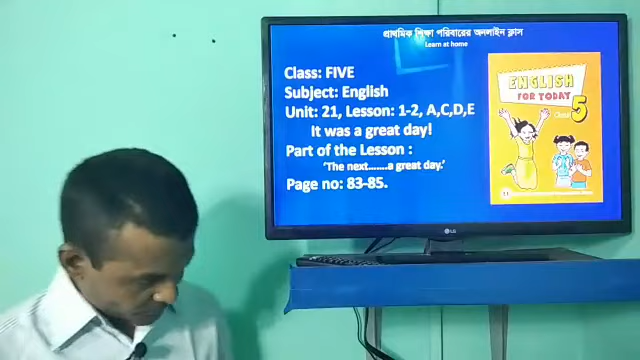 প্রাথমিক শিক্ষা পরিবারের অনলাইন ক্লাস
Learn at home
Class: FIVE
Subject: English
Unit: 21, Lesson: 1-2, A,C,D,E
It was a great day!
Part of the Lesson :
‘The next.......a great day.’
Page no: 83-85.
ENGLISH
FOR TODAY
Class 5
LG